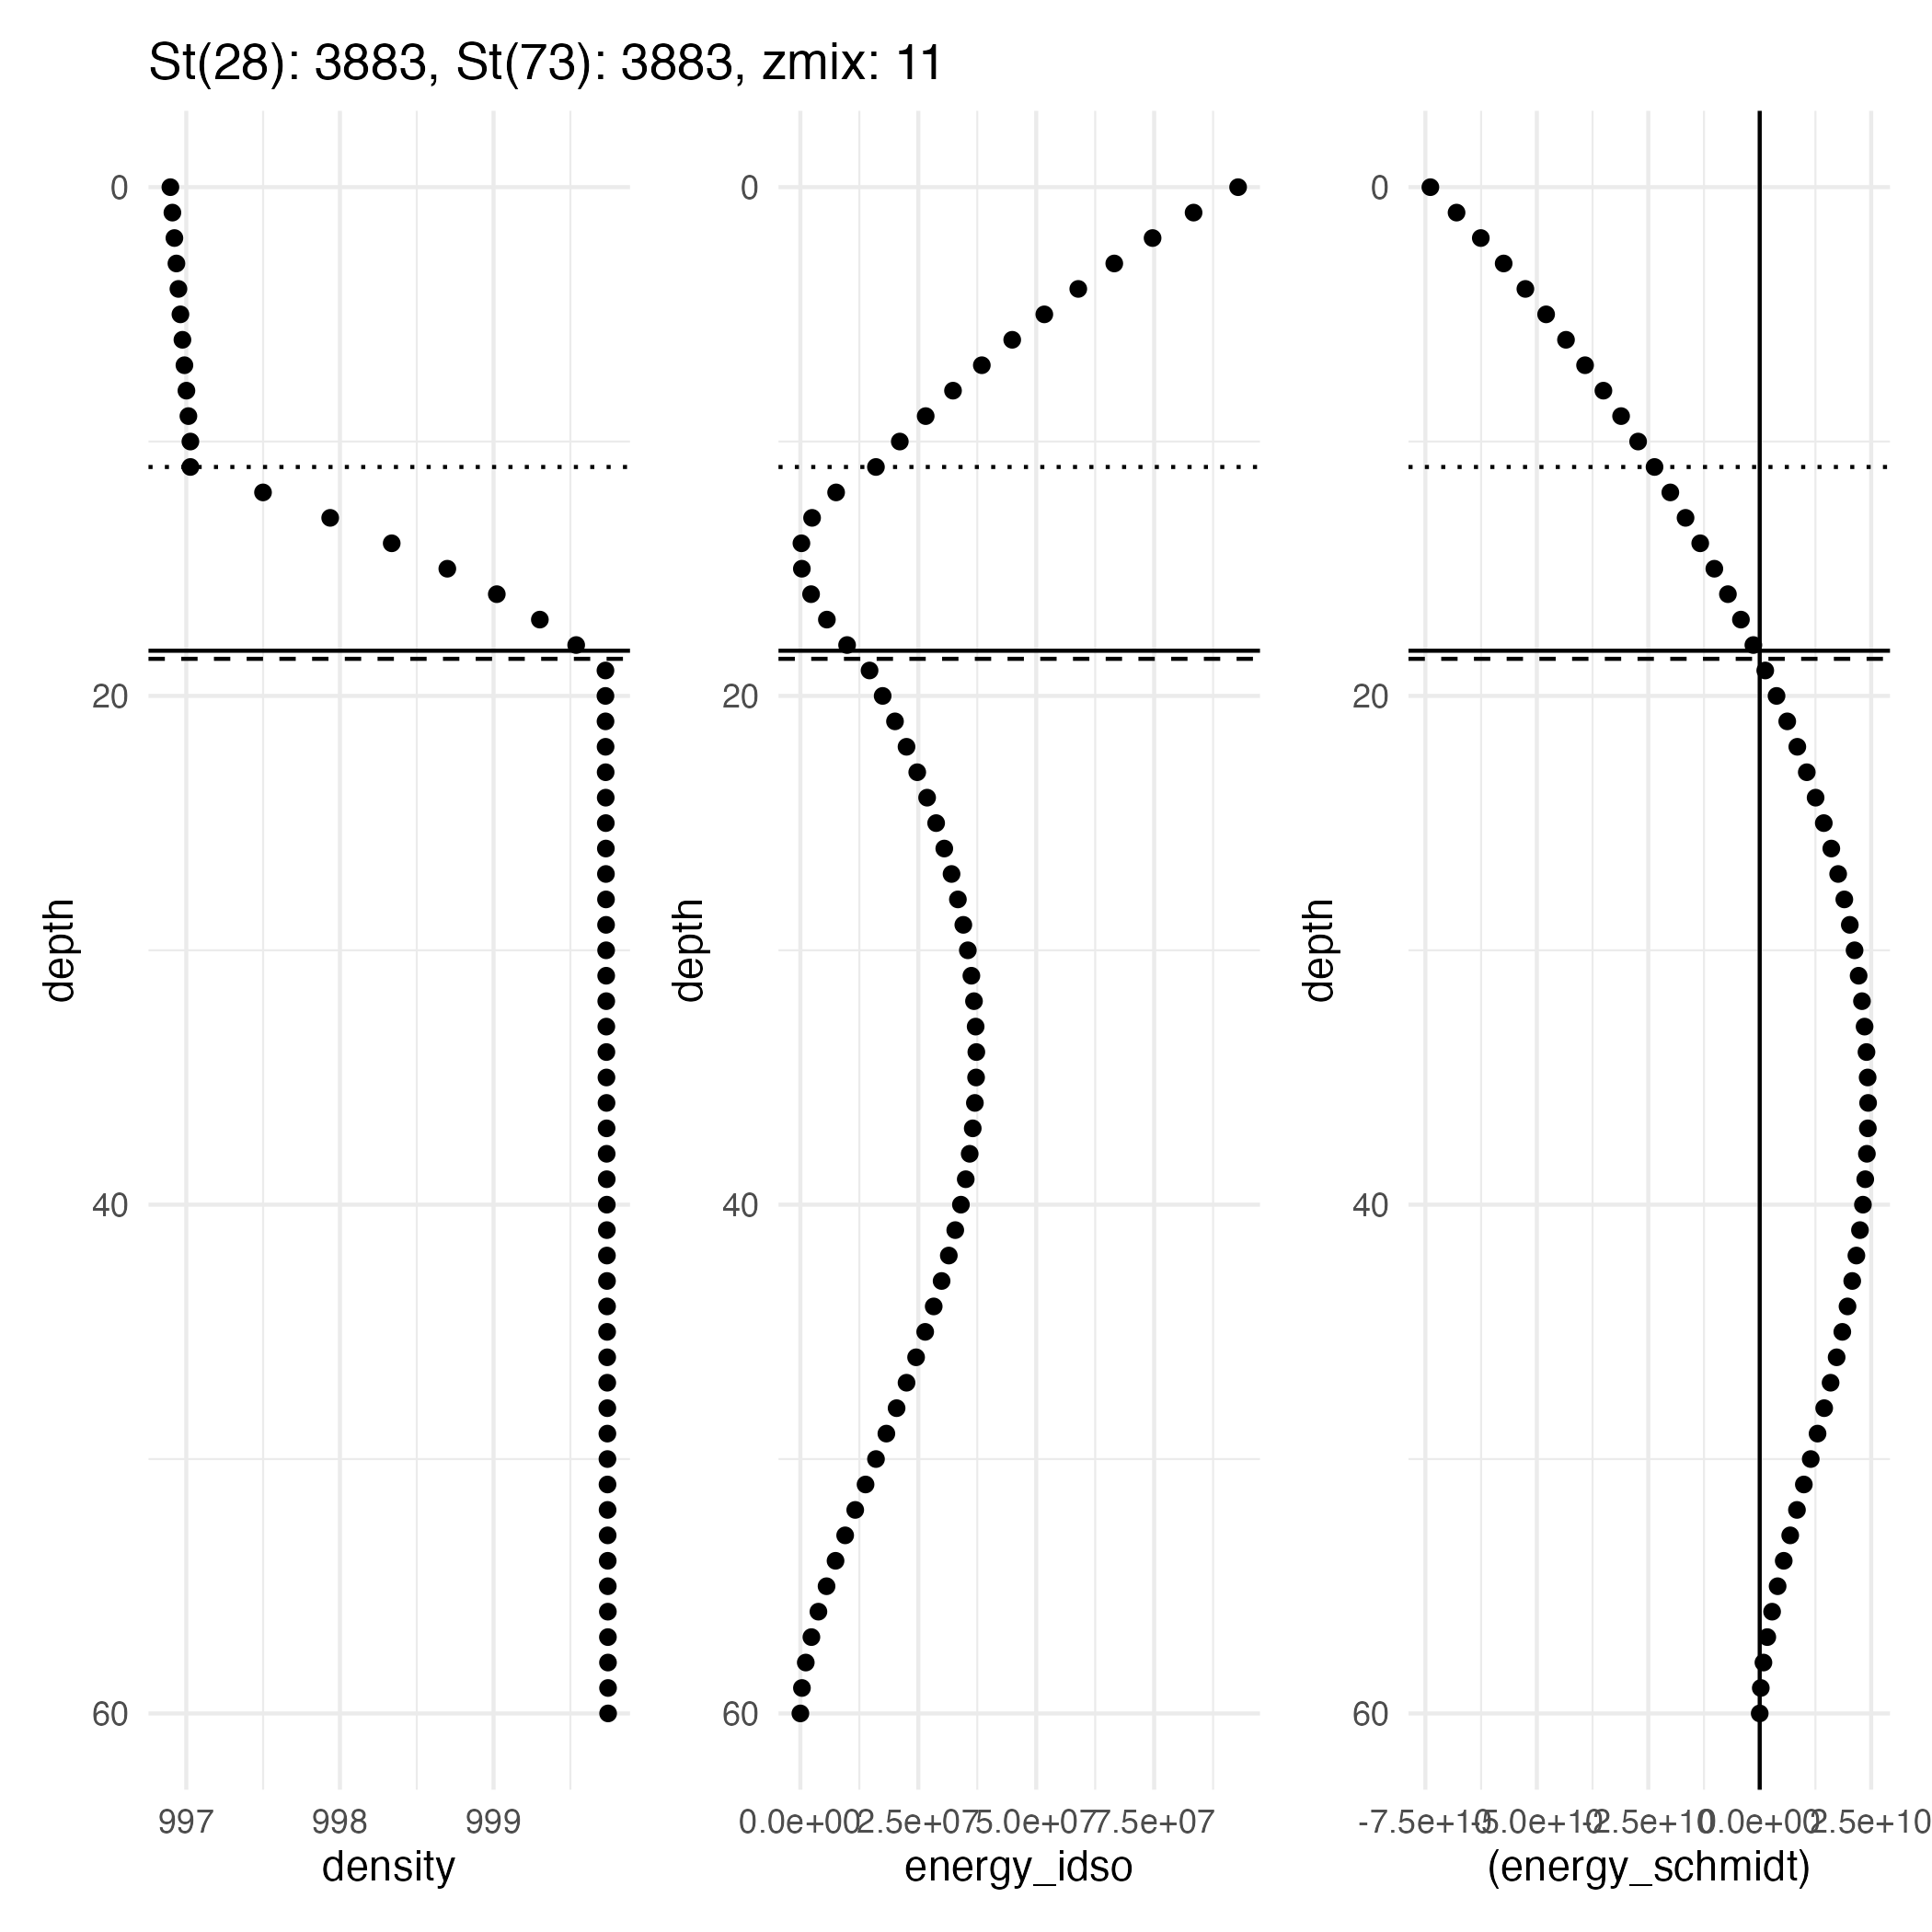 St(28): 3883, St(73): 3883, zmix: 11
0
20
40
60
depth
997
998
999
density
0
20
40
60
depth
0.0e+00
2.5e+07
5.0e+07
7.5e+07
energy_idso
0
20
40
60
depth
-7.5e+10
-5.0e+10
-2.5e+10
0.0e+00
2.5e+10
(energy_schmidt)